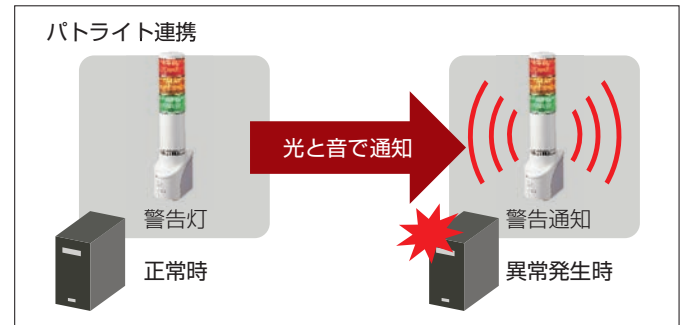 パトライト連携
光と音で通知
警告灯
警告通知
正常時
異常発生時